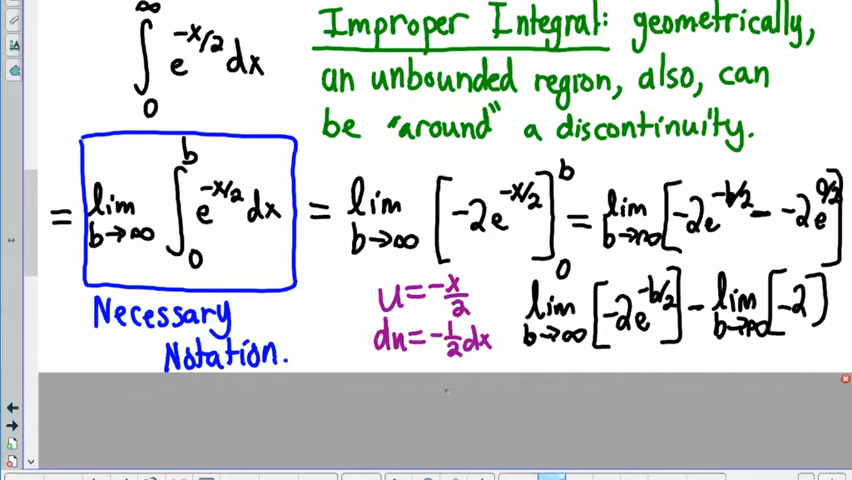 ∞
∫ e^{-x/2} dx
0
Improper Integral: geometrically,
an unbounded region, also, can
be "around" a discontinuity.
= lim_{b→∞} ∫_0^b e^{-x/2} dx = lim_{b→∞} [-2e^{-x/2}]_0^b = lim_{b→∞} [-2e^{-b/2} - -2e^{0/2}]
lim_{b→∞} [-2e^{-b/2}] - lim_{b→∞} [-2]
u = -x/2
du = -1/2 dx
Necessary
Notation.